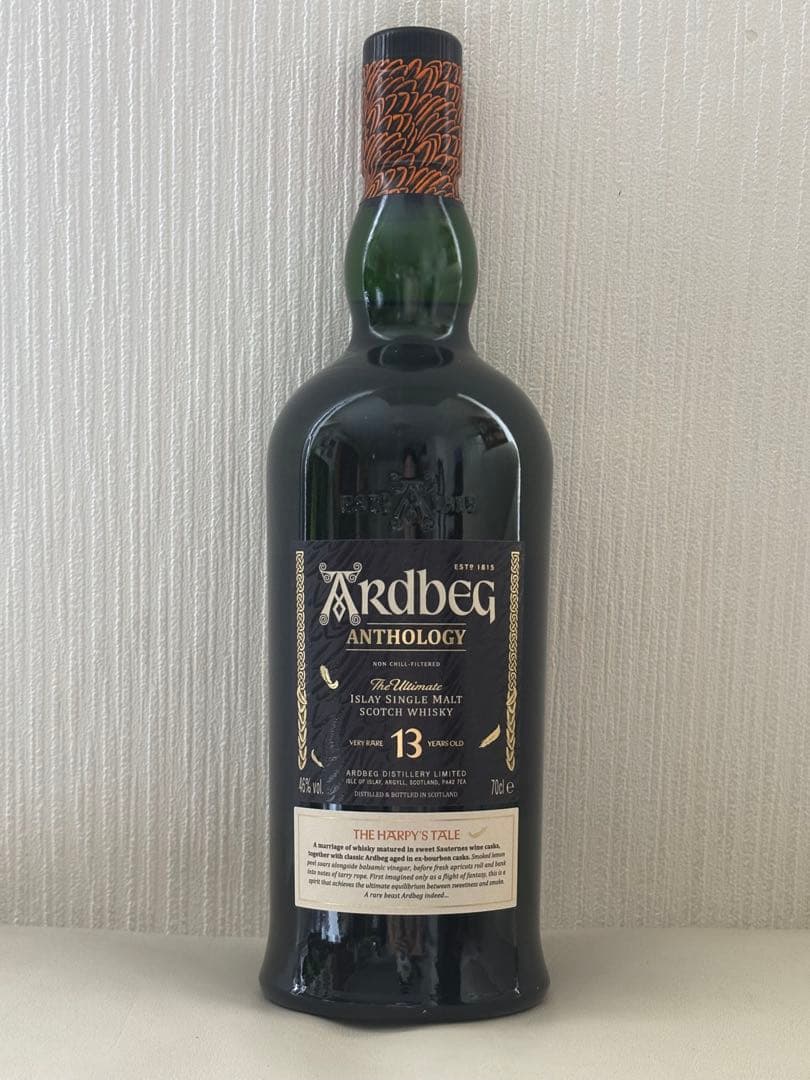 ESTD 1815
ARDBEG
ANTHOLOGY
NON CHILL-FILTERED
The Ultimate
ISLAY SINGLE MALT
SCOTCH WHISKY
VERY RARE 13 YEARS OLD
ARDBEG DISTILLERY LIMITED
ISLE OF ISLAY, ARGYLL, SCOTLAND, PA42 7EA
46% vol. 70cl e
DISTILLED & BOTTLED IN SCOTLAND
THE HARPY'S TALE
A marriage of whisky matured in sweet Sauternes wine casks,
together with classic Ardbeg aged in ex-bourbon casks. Smoked lemon
peel soars alongside balsamic vinegar, before fresh apricots roll and bank
into notes of tarry rope. First imagined only as a flight of fantasy, this is a
spirit that achieves the ultimate equilibrium between sweetness and smoke.
A rare beast Ardbeg indeed...